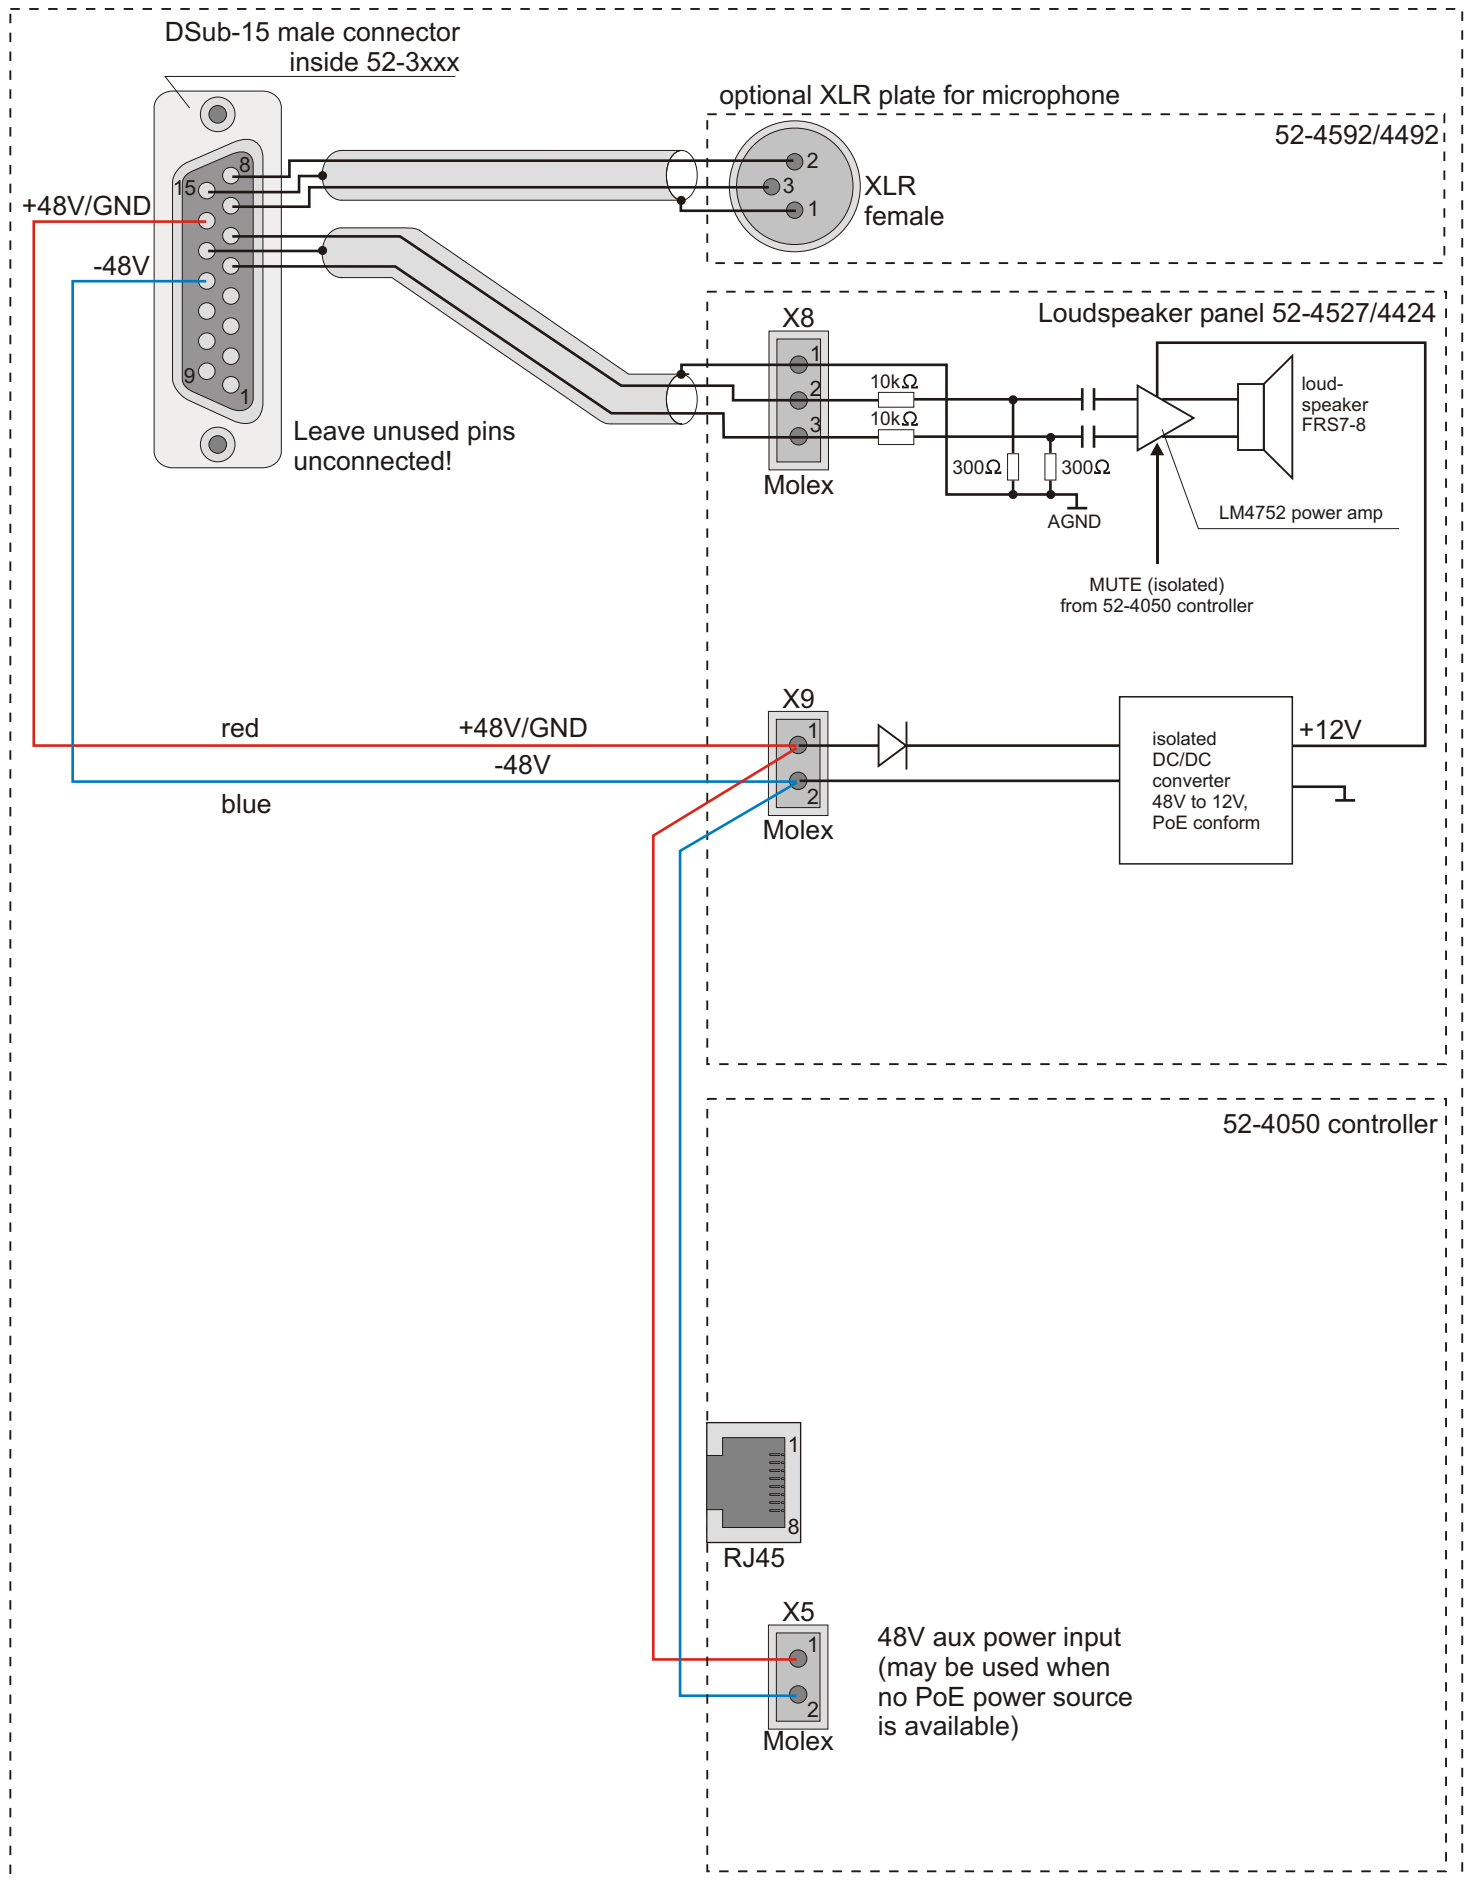 DSub-15 male connector
inside 52-3xxx
optional XLR plate for microphone
52-4592/4492
8
15
2
3
1
XLR
female
+48V/GND
-48V
9
1
Leave unused pins
unconnected!
Loudspeaker panel 52-4527/4424
X8
1
2
3
Molex
10kΩ
10kΩ
300Ω
300Ω
AGND
loud-
speaker
FRS7-8
LM4752 power amp
MUTE (isolated)
from 52-4050 controller
red
+48V/GND
-48V
blue
X9
1
2
Molex
isolated
DC/DC
converter
48V to 12V,
PoE conform
+12V
52-4050 controller
1
8
RJ45
X5
1
2
Molex
48V aux power input
(may be used when
no PoE power source
is available)